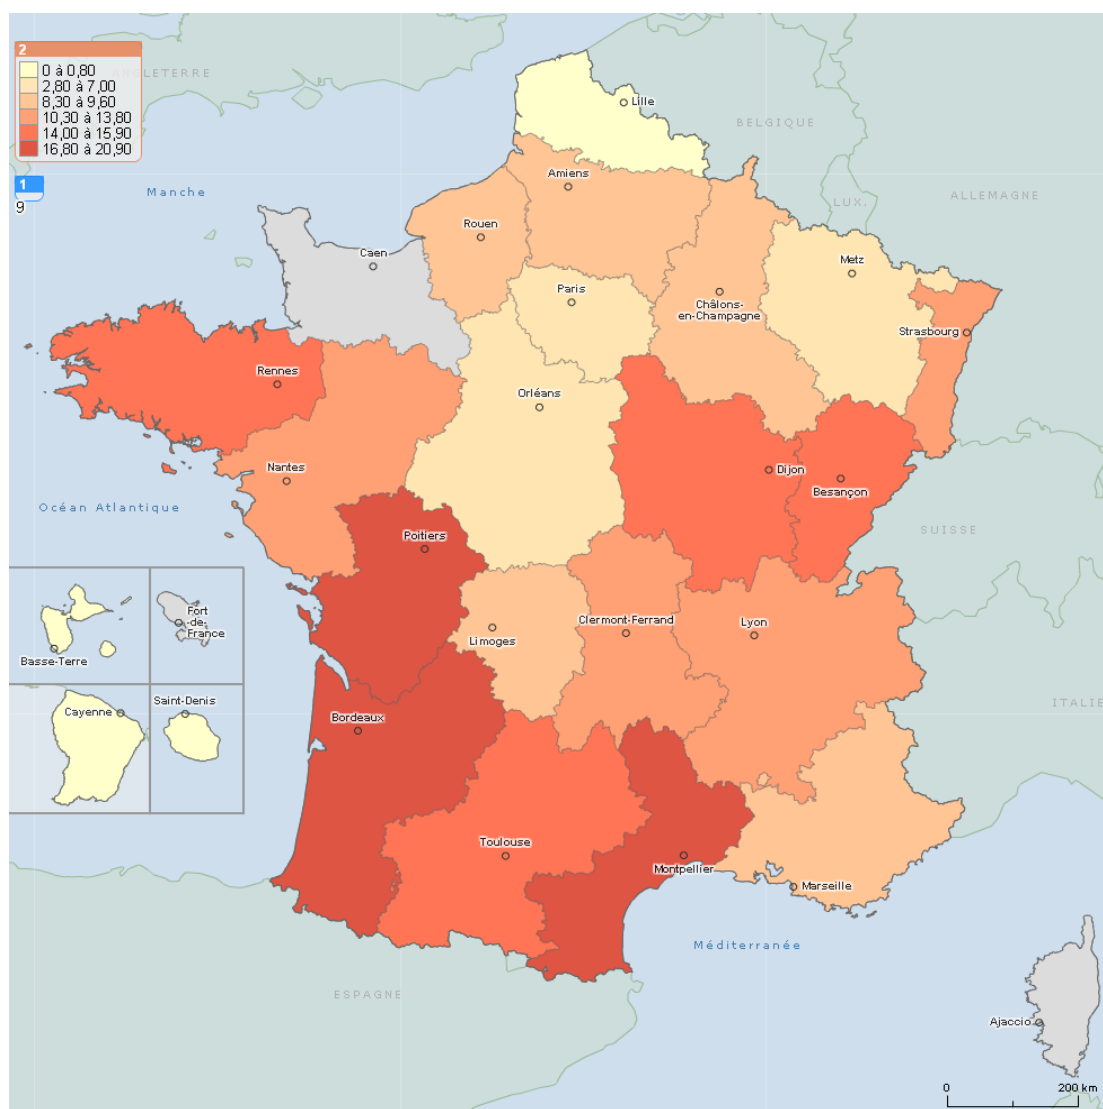 2
0 à 0,80
2,80 à 7,00
8,30 à 9,60
10,30 à 13,80
14,00 à 15,90
16,80 à 20,90
1
9
ANGLETERRE
Lille
BELGIQUE
Manche
Amiens
LUX.
ALLEMAGNE
Rouen
Caen
Metz
Paris
Châlons-
en-Champagne
Strasbourg
Rennes
Orléans
Nantes
Dijon
Besançon
Océan Atlantique
SUISSE
Poitiers
Fort
-de-
France
Basse-Terre
Limoges
Clermont-Ferrand
Lyon
Saint-Denis
Cayenne
Bordeaux
ITALIE
Toulouse
Montpellier
Marseille
Méditerranée
ESPAGNE
Ajaccio
0
200 km